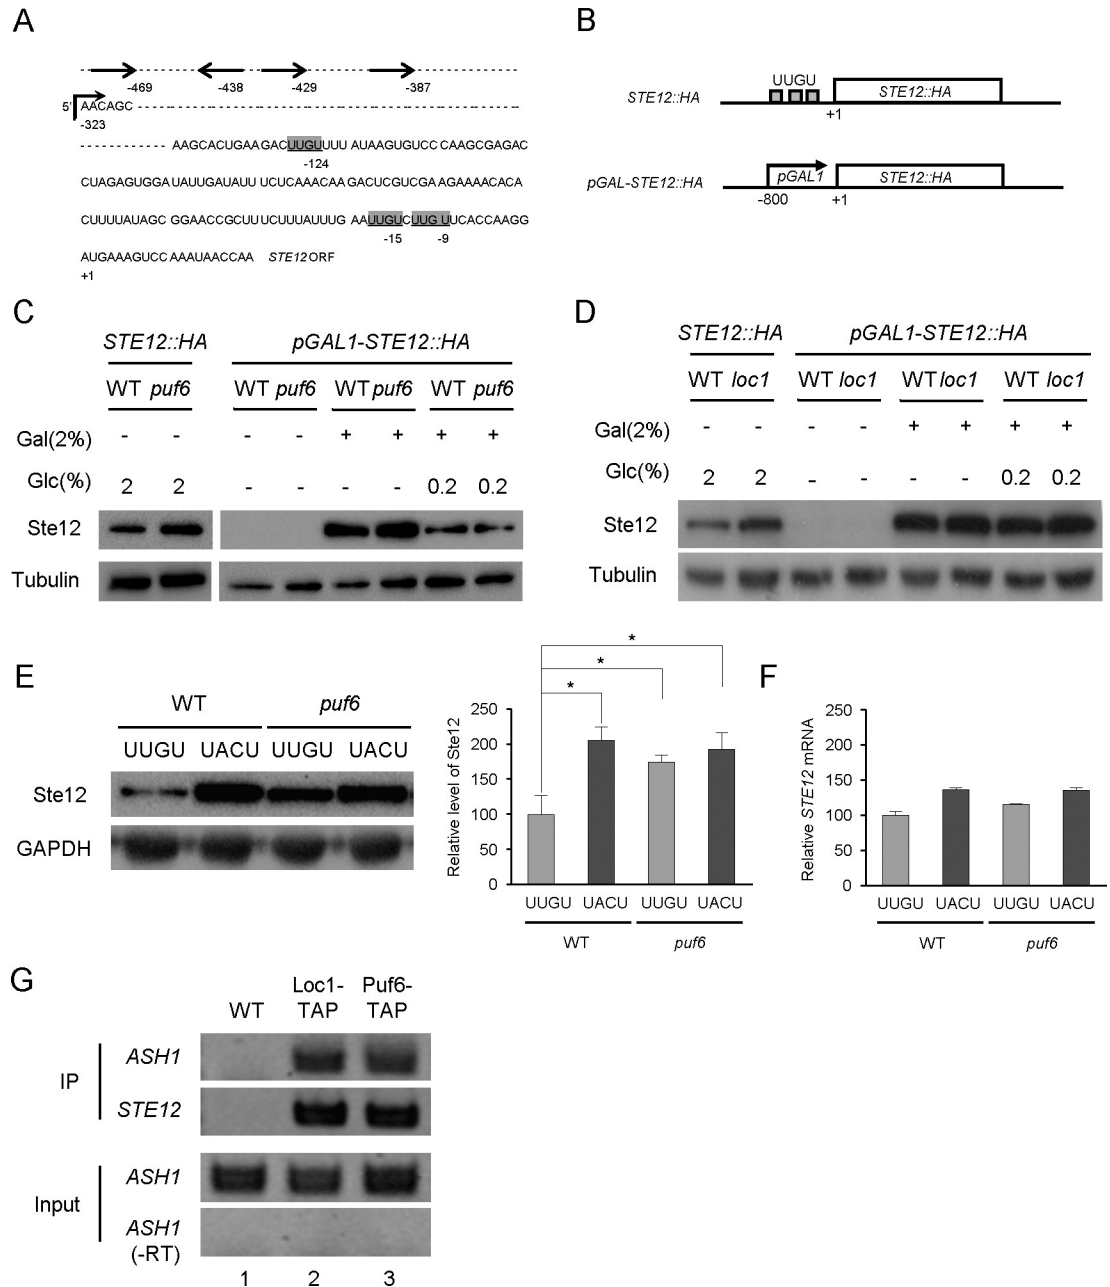 A
-469 -438 -429 -387
5' AACAGC
-323
AAGCACUGAAGACUUGUUUU AUAAGUGUCC CAAGCGAGAC
-124
CUAGAGUGGA UAUUGAUAUU UCUCAAACAA GACUCGUCGA AGAAAACACA
CUUUUAUAGC GGAACCGCUU UCUUUAUUUG AAUUGUCUUG UUCACCAAGG
-15 -9
AUGAAAGUCC AAAUAACCAA STE12 ORF
+1
B
UUGU
STE12::HA STE12::HA
+1
pGAL-STE12::HA pGAL1 STE12::HA
-800 +1
C
STE12::HA pGAL1-STE12::HA
WT puf6 WT puf6 WT puf6 WT puf6
Gal(2%) - - - - + + + +
Glc(%) 2 2 - - - - 0.2 0.2
Ste12
Tubulin
D
STE12::HA pGAL1-STE12::HA
WT loc1 WT loc1 WT loc1 WT loc1
Gal(2%) - - - - + + + +
Glc(%) 2 2 - - - - 0.2 0.2
Ste12
Tubulin
E
WT puf6
UUGU UACU UUGU UACU
Ste12
GAPDH
*
*
*
Relative level of Ste12
250
200
150
100
50
0
UUGU UACU UUGU UACU
WT puf6
F
Relative STE12 mRNA
250
200
150
100
50
0
UUGU UACU UUGU UACU
WT puf6
G
WT Loc1-TAP Puf6-TAP
IP
ASH1
STE12
Input
ASH1
ASH1
(-RT)
1 2 3